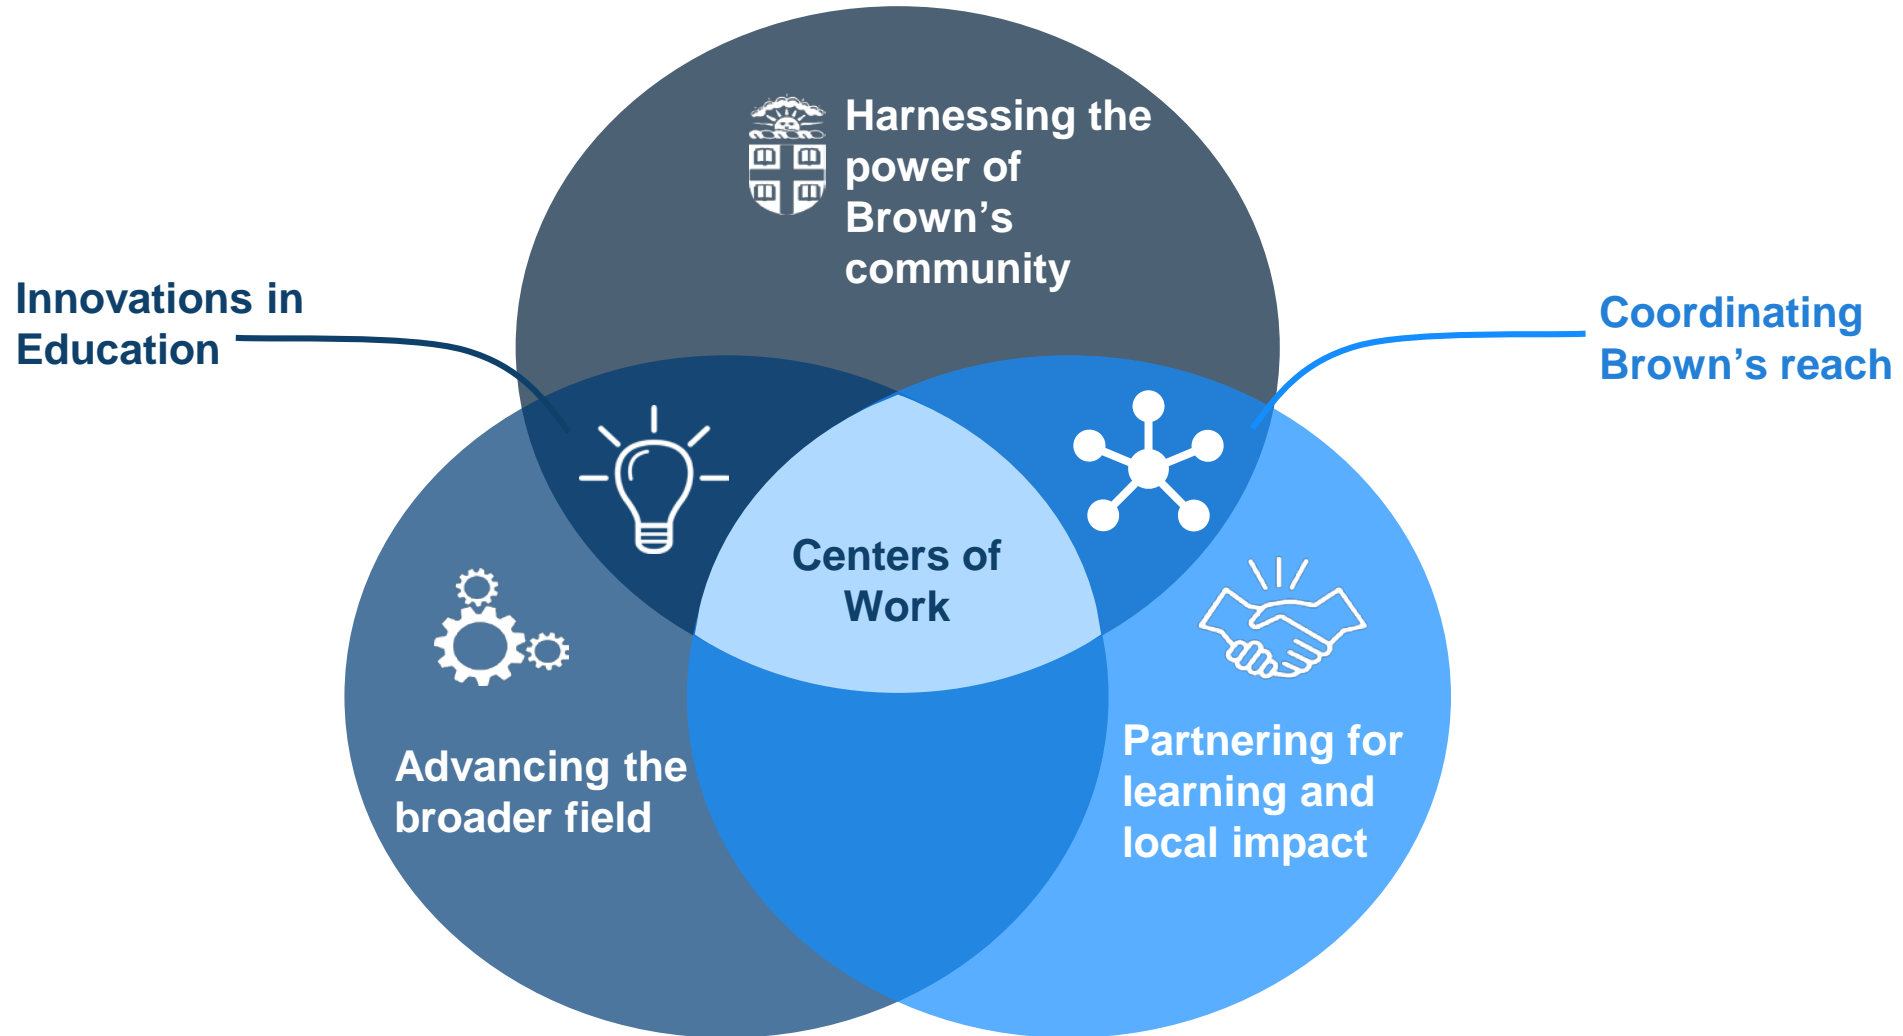 Harnessing the
power of
Brown’s
community
Innovations in
Education
Coordinating
Brown’s reach
Centers of
Work
Advancing the
broader field
Partnering for
learning and
local impact